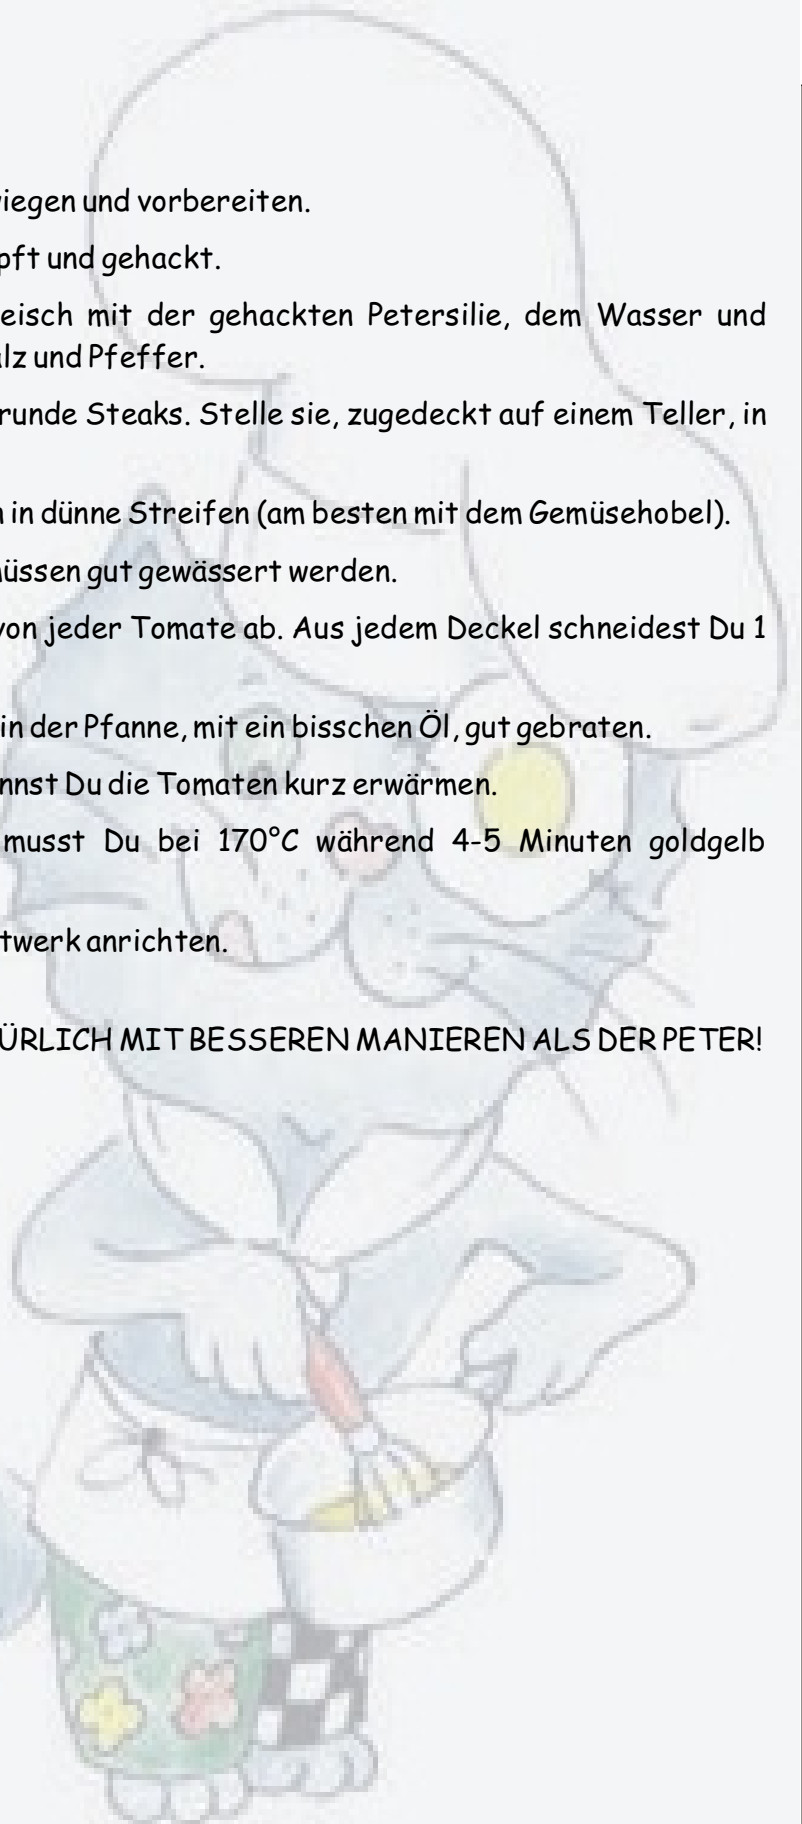 iegen und vorbereiten.
pft und gehackt.
eisch mit der gehackten Petersilie, dem Wasser und
lz und Pfeffer.
runde Steaks. Stelle sie, zugedeckt auf einem Teller, in
in dünne Streifen (am besten mit dem Gemüsehobel).
üssen gut gewässert werden.
von jeder Tomate ab. Aus jedem Deckel schneidest Du 1
in der Pfanne, mit ein bisschen Öl, gut gebraten.
nnst Du die Tomaten kurz erwärmen.
musst Du bei 170°C während 4-5 Minuten goldgelb
twerk anrichten.
ÜRLICH MIT BESSEREN MANIEREN ALS DER PETER!